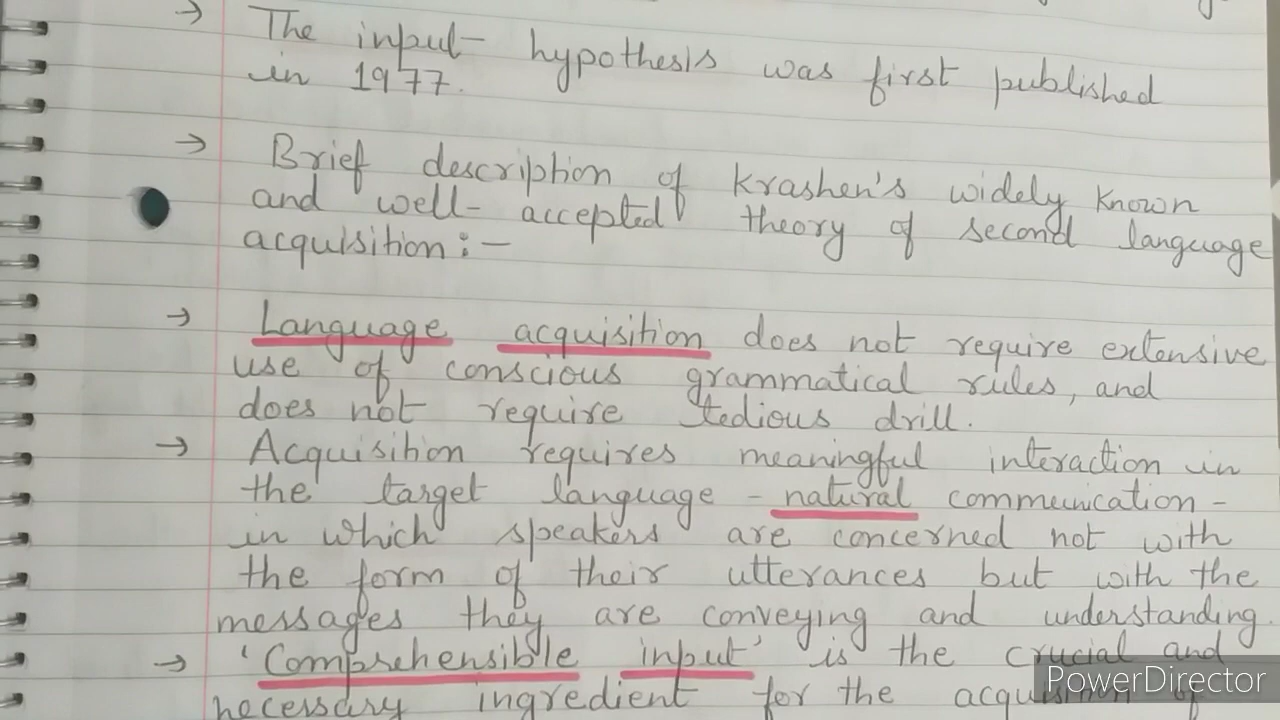 → The input- hypothesis was first published
in 1977.
→ Brief description of Krashen's widely known
and well- accepted theory of second language
acquisition :-
→ Language acquisition does not require extensive
use of conscious grammatical rules, and
does not require tedious drill.
→ Acquisition requires meaningful interaction in
the target language - natural communication -
in which speakers are concerned not with
the form of their utterances but with the
messages they are conveying and understanding.
→ 'Comprehensible input' is the crucial and
necessary ingredient for the acquisition of
PowerDirector